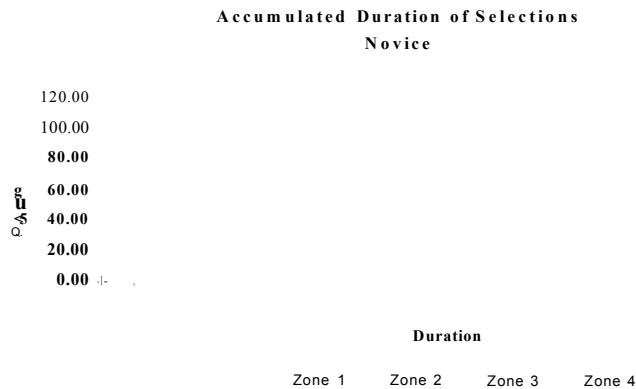 Accumulated Duration of Selections
Novice
120.00
100.00
80.00
60.00
40.00
20.00
0.00
Duration
Zone 1 Zone 2 Zone 3 Zone 4